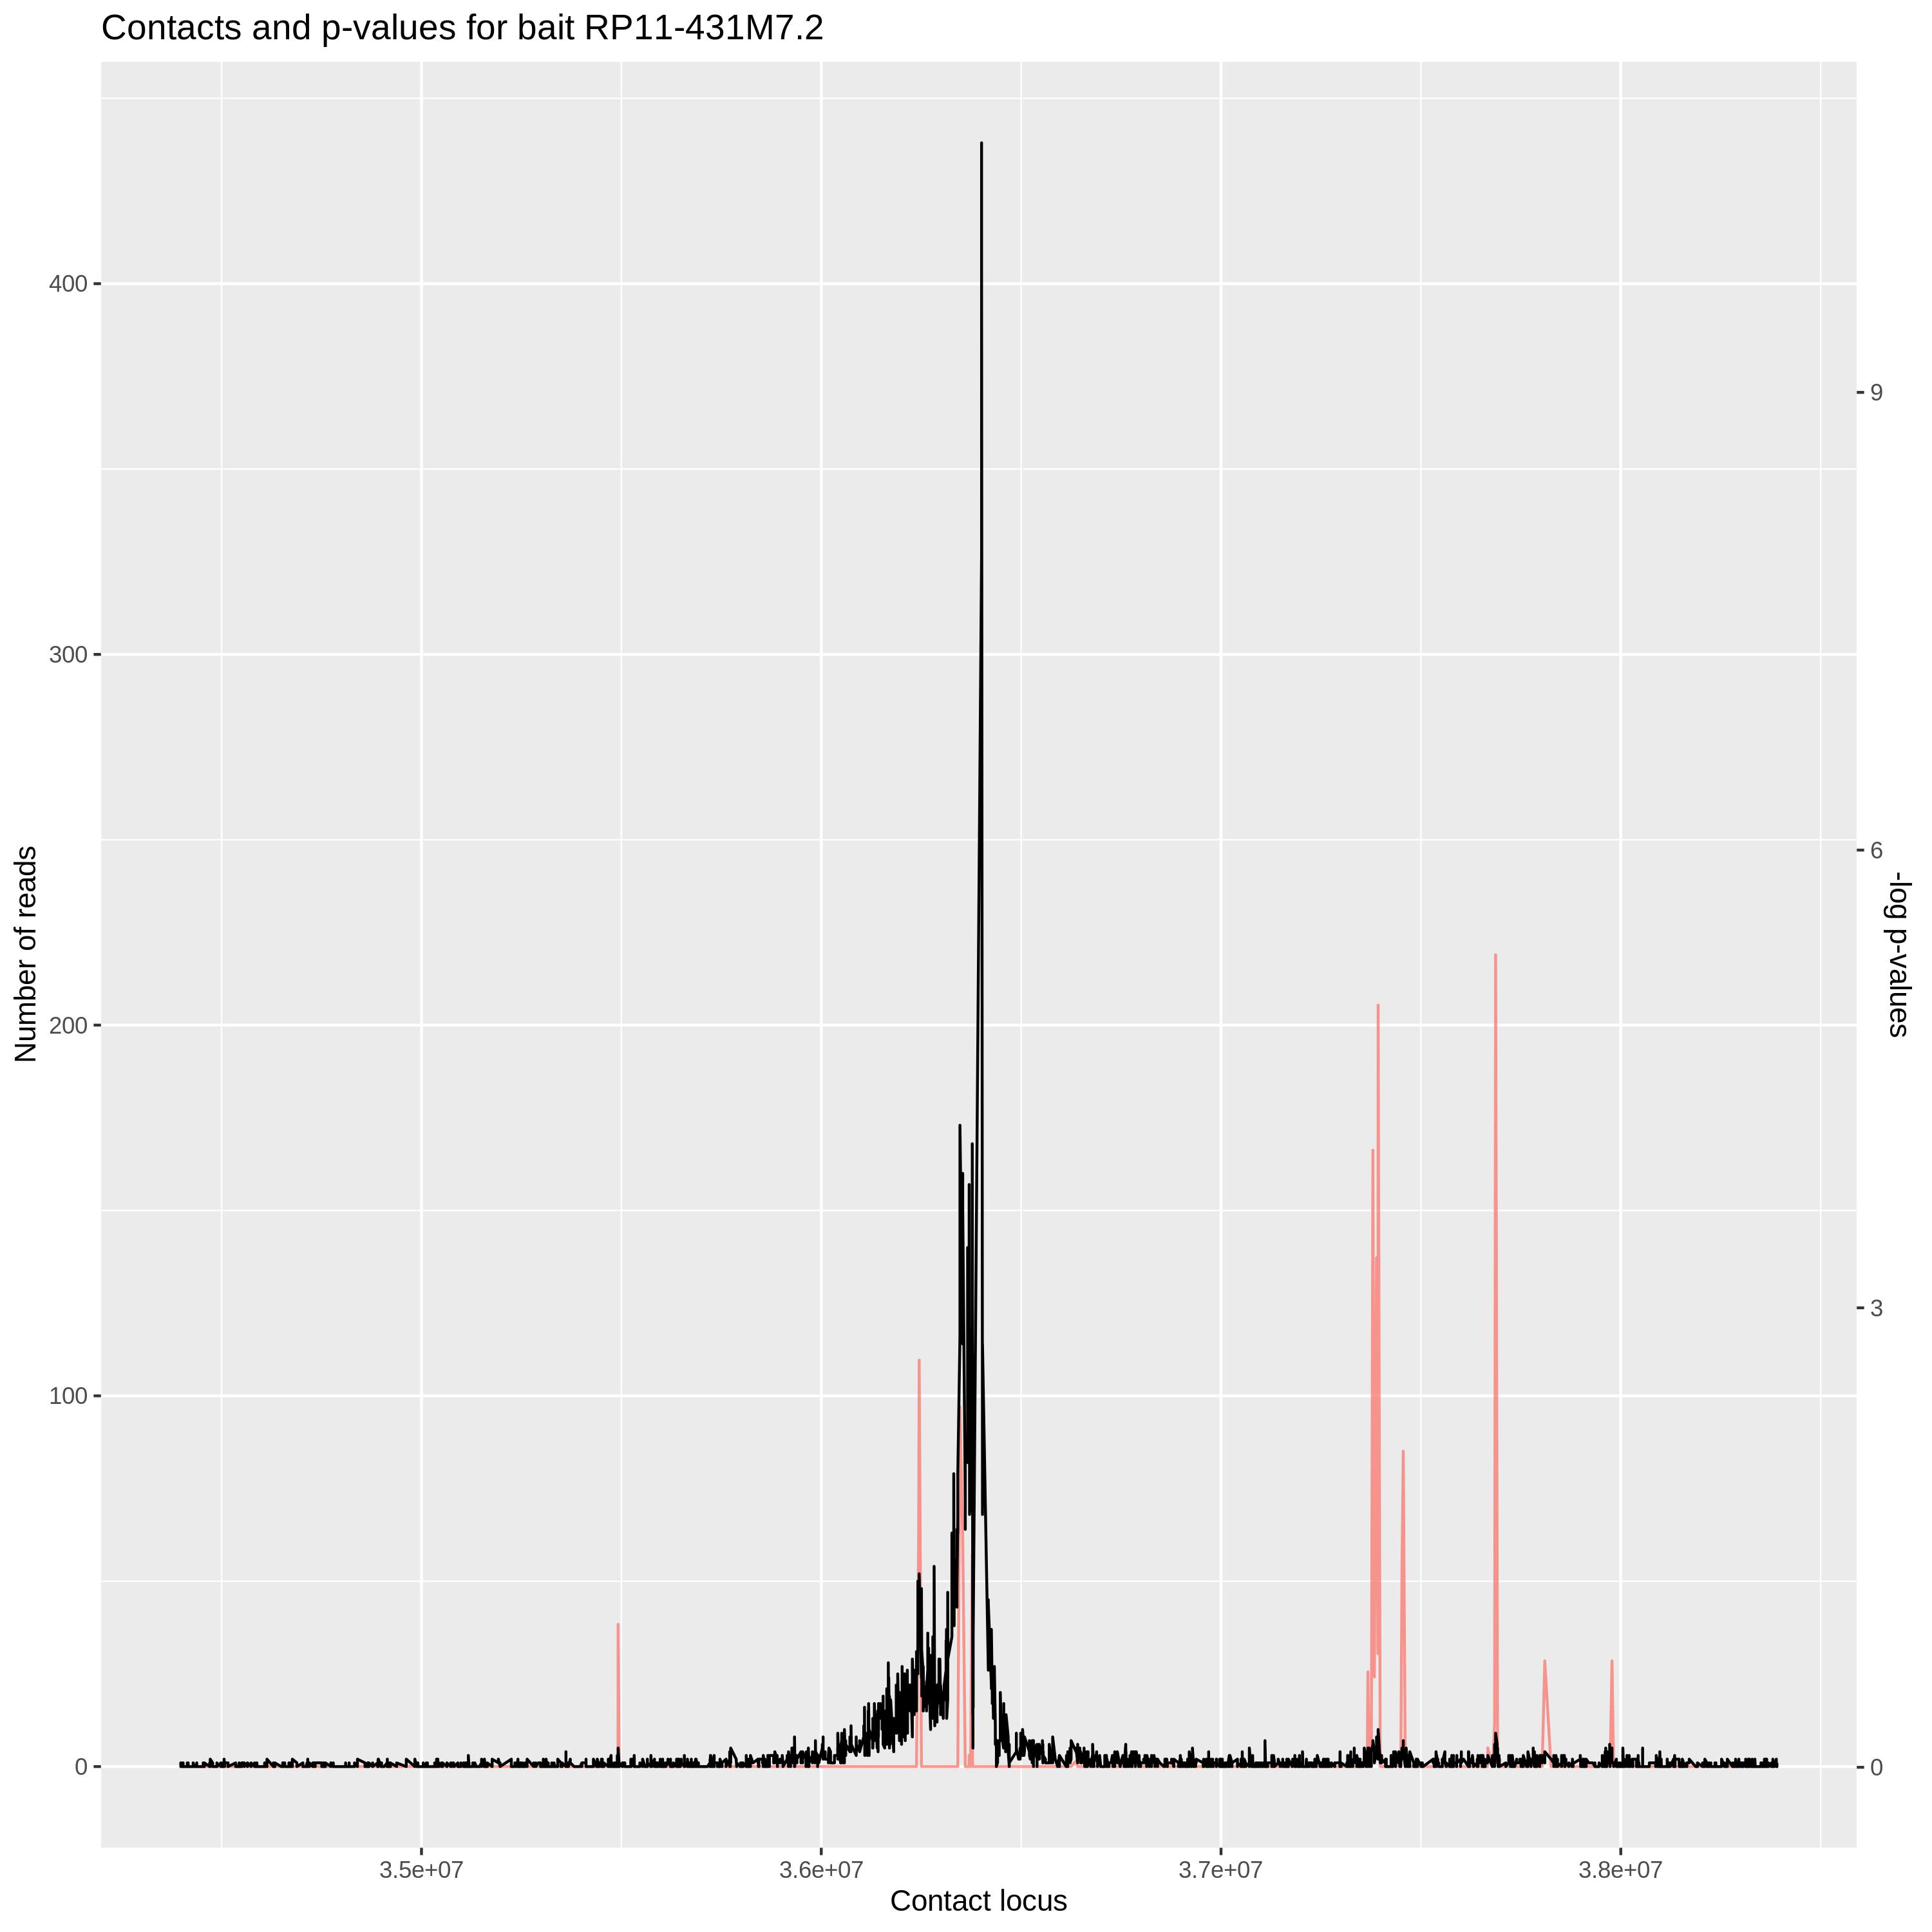 Contacts and p-values for bait RP11-431M7.2
400
300
200
100
0
Number of reads
9
6
3
0
-log p-values
3.5e+07 3.6e+07 3.7e+07 3.8e+07
Contact locus